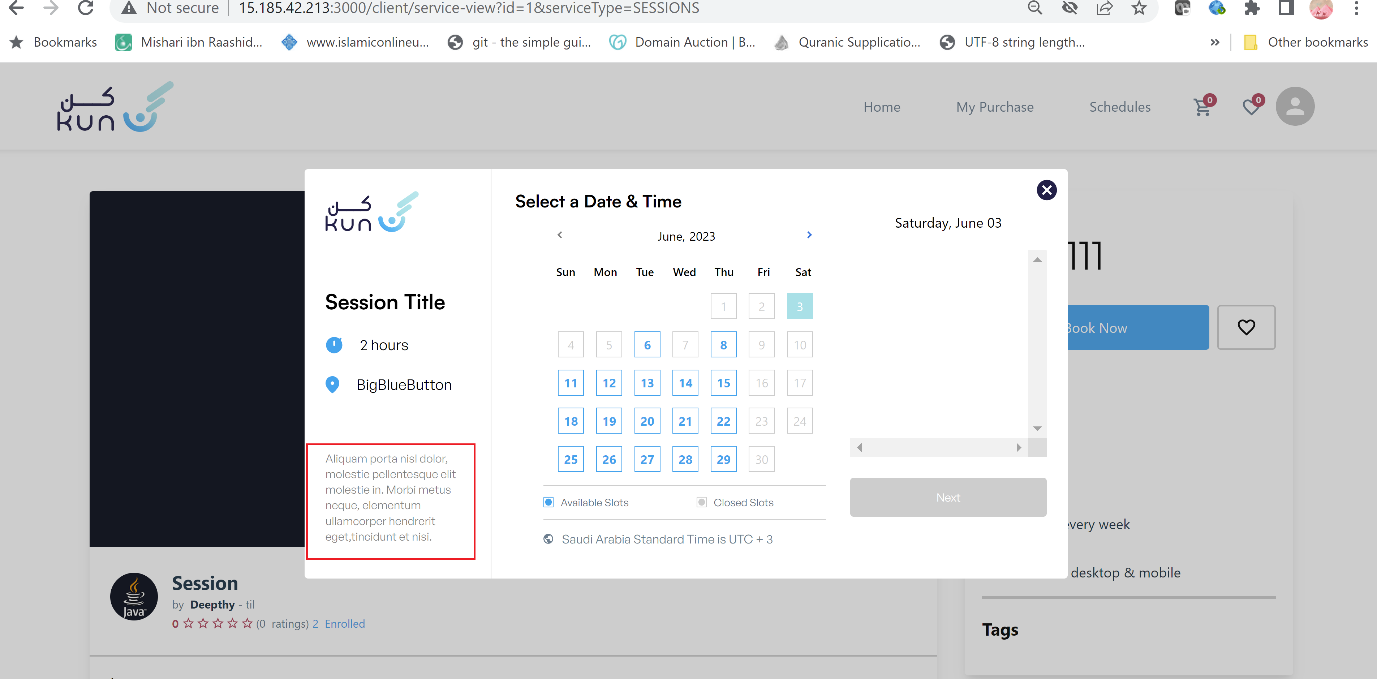 Not secure
15.185.42.213:3000/client/service-view?id=1&serviceType=SESSIONS
Bookmarks
Mishari ibn Raashid...
www.islamiconlineu...
git - the simple gui...
Domain Auction | B...
Quranic Supplicatio...
UTF-8 string length...
»
Other bookmarks
كن
kun
Home
My Purchase
Schedules
0
0
كن
kun
Session Title
2 hours
BigBlueButton
Aliquam porta nisl dolor,
molestie pellentesque elit
molestie in. Morbi metus
neque, elementum
ullamcorper hendrerit
eget,tincidunt et nisl.
Select a Date & Time
June, 2023
Sun Mon Tue Wed Thu Fri Sat
1 2 3
4 5 6 7 8 9 10
11 12 13 14 15 16 17
18 19 20 21 22 23 24
25 26 27 28 29 30
Available Slots
Closed Slots
Saudi Arabia Standard Time is UTC + 3
Saturday, June 03
Next
111
Book Now
every week
desktop & mobile
Tags
Java
Session
by Deepthy - til
0 (0 ratings) 2 Enrolled